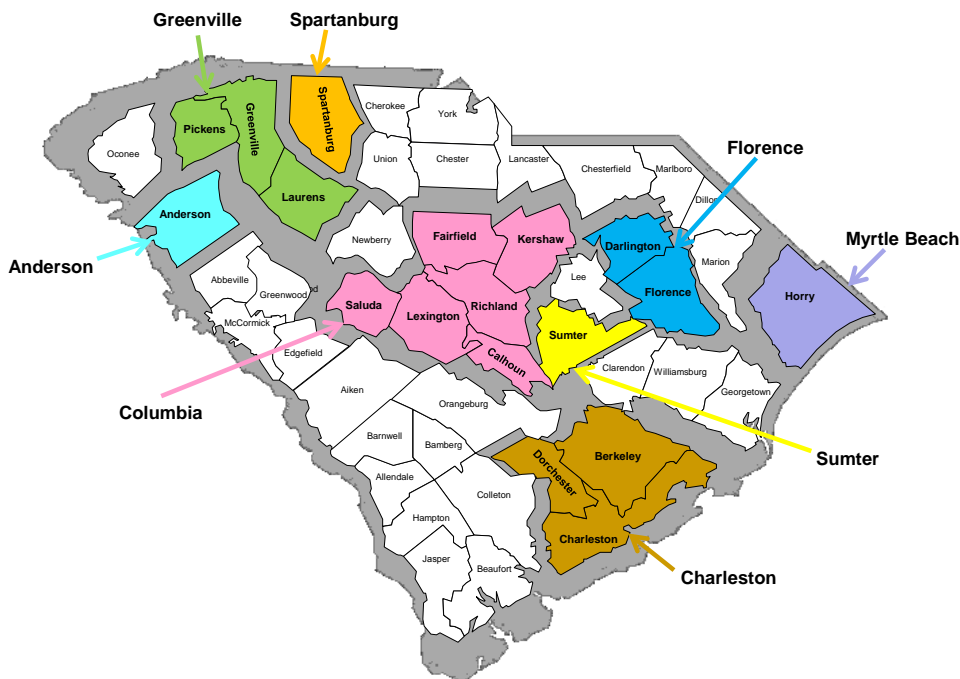 Greenville
Spartanburg
Cherokee
York
Spartanburg
Pickens
Greenville
Oconee
Union
Chester
Lancaster
Chesterfield
Marlboro
Florence
Laurens
Dillon
Anderson
Newberry
Fairfield
Kershaw
Darlington
Myrtle Beach
Anderson
Lee
Marion
Abbeville
Greenwood
Florence
Horry
Saluda
Lexington
Richland
McCormick
Sumter
Edgefield
Calhoun
Clarendon
Williamsburg
Columbia
Aiken
Orangeburg
Georgetown
Barnwell
Bamberg
Berkeley
Sumter
Dorchester
Allendale
Colleton
Hampton
Charleston
Jasper
Beaufort
Charleston